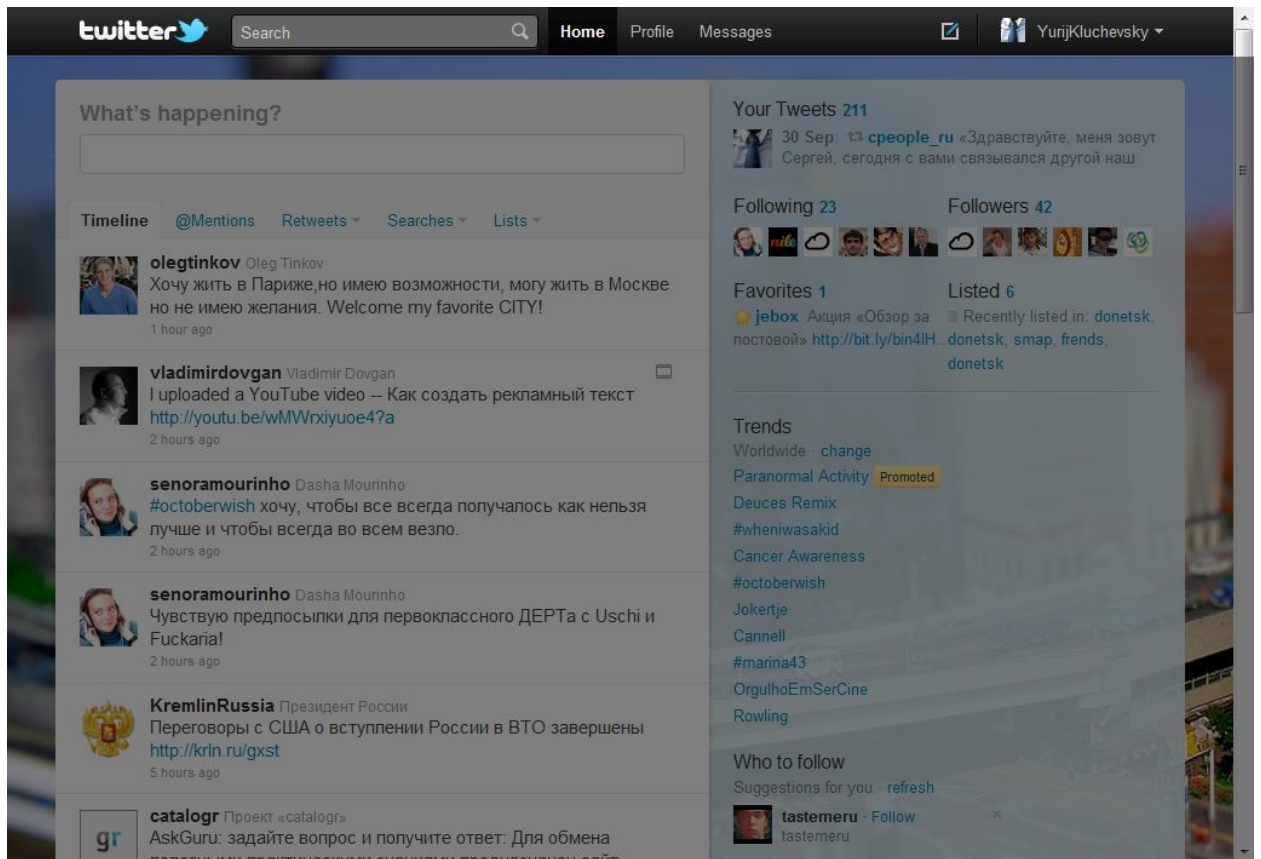 twitter
Search
Home Profile Messages
YurijKluchevsky
What's happening?
Timeline @Mentions Retweets Searches Lists
olegtinkov Oleg Tinkov
Хочу жить в Париже,но имею возможности, могу жить в Москве
но не имею желания. Welcome my favorite CITY!
1 hour ago
vladimirdovgan Vladimir Dovgan
I uploaded a YouTube video -- Как создать рекламный текст
http://youtu.be/wMWrxiyuoe4?a
2 hours ago
senoramourinho Dasha Mourinho
#octoberwish хочу, чтобы все всегда получалось как нельзя
лучше и чтобы всегда во всем везло.
2 hours ago
senoramourinho Dasha Mourinho
Чувствую предпосылки для первоклассного ДЕРТа с Uschi и
Fuckaria!
2 hours ago
KremlinRussia Президент России
Переговоры с США о вступлении России в ВТО завершены
http://krln.ru/gxst
5 hours ago
gr
catalogr Проект «catalogr»
AskGuru: задайте вопрос и получите ответ: Для обмена
Your Tweets 211
30 Sep: cpeople_ru «Здравствуйте, меня зовут
Сергей, сегодня с вами связывался другой наш
Following 23
Followers 42
nile
Favorites 1
jebox Акция «Обзор за
постовой» http://bit.ly/bin4lH...
Listed 6
Recently listed in: donetsk,
donetsk, smap, frends,
donetsk
Trends
Worldwide · change
Paranormal Activity Promoted
Deuces Remix
#wheniwasakid
Cancer Awareness
#octoberwish
Jokertje
Cannell
#marina43
OrgulhoEmSerCine
Rowling
Who to follow
Suggestions for you · refresh
tastemeru · Follow
tastemeru